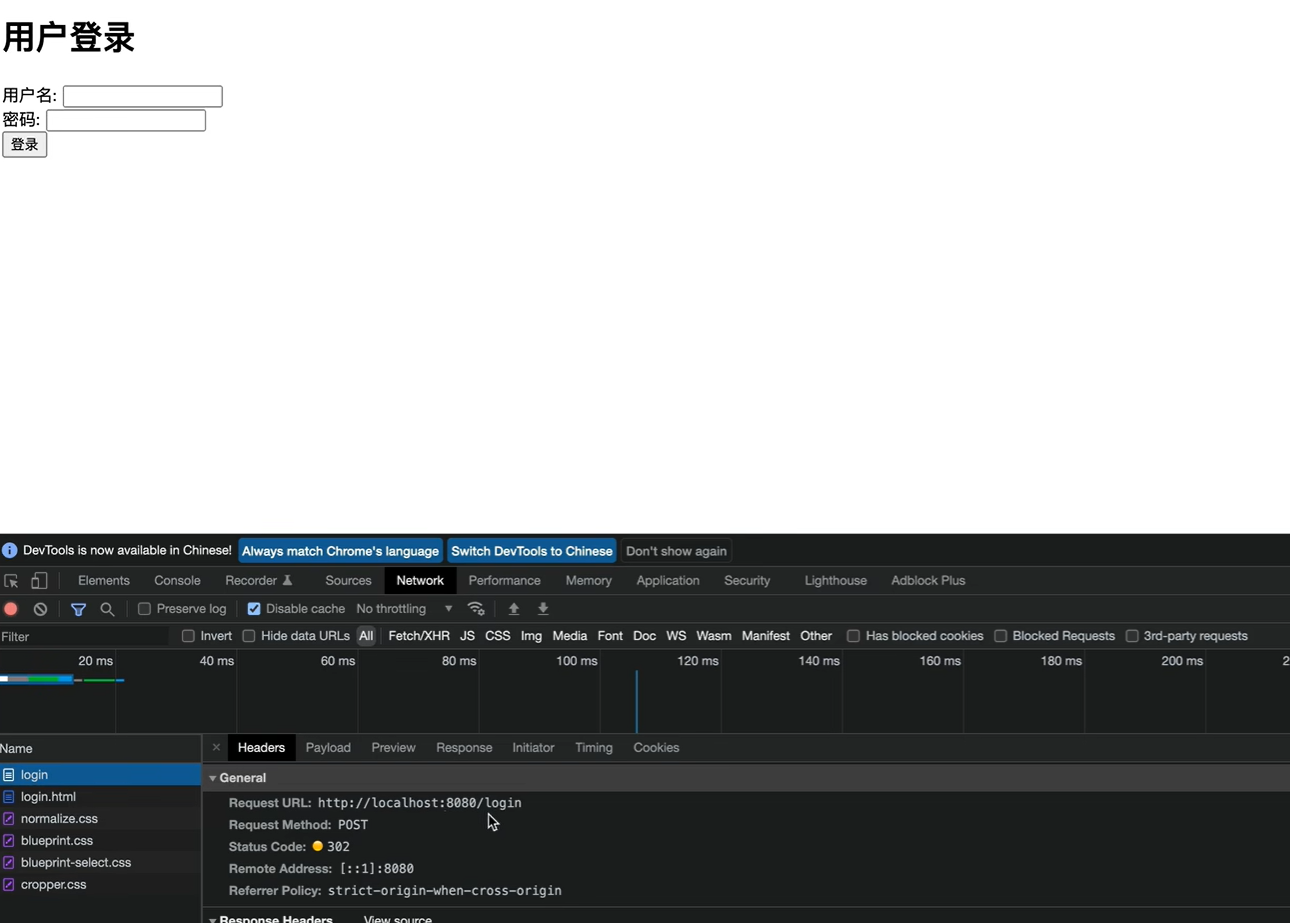 用户登录
用户名:
密码:
登录
DevTools is now available in Chinese! Always match Chrome's language Switch DevTools to Chinese Don't show again
Elements Console Recorder Sources Network Performance Memory Application Security Lighthouse Adblock Plus
Preserve log Disable cache No throttling
Filter Invert Hide data URLs All Fetch/XHR JS CSS Img Media Font Doc WS Wasm Manifest Other Has blocked cookies Blocked Requests 3rd-party requests
20 ms 40 ms 60 ms 80 ms 100 ms 120 ms 140 ms 160 ms 180 ms 200 ms
Name Headers Payload Preview Response Initiator Timing Cookies
login
login.html
normalize.css
blueprint.css
blueprint-select.css
cropper.css
General
Request URL: http://localhost:8080/login
Request Method: POST
Status Code: 302
Remote Address: [::1]:8080
Referrer Policy: strict-origin-when-cross-origin
Response Headers View source